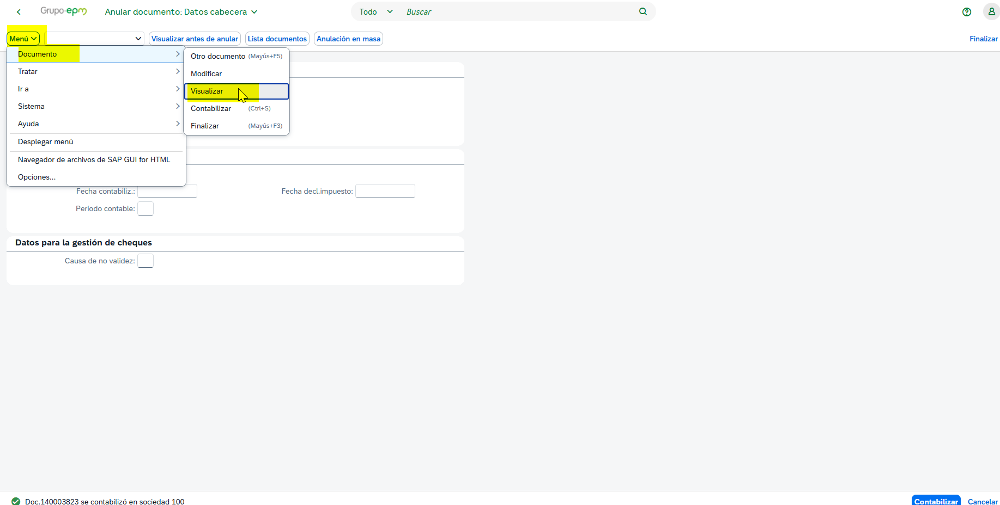 Grupo·epm Anular documento: Datos cabecera Todo Buscar
Menú Visualizar antes de anular Lista documentos Anulación en masa Finalizar
Documento
Tratar
Ir a
Sistema
Ayuda
Desplegar menú
Navegador de archivos de SAP GUI for HTML
Opciones...
Otro documento (Mayús+F5)
Modificar
Visualizar
Contabilizar (Ctrl+S)
Finalizar (Mayús+F3)
Fecha contabiliz.: Fecha decl.impuesto:
Período contable:
Datos para la gestión de cheques
Causa de no validez:
Doc.140003823 se contabilizó en sociedad 100 Contabilizar Cancelar